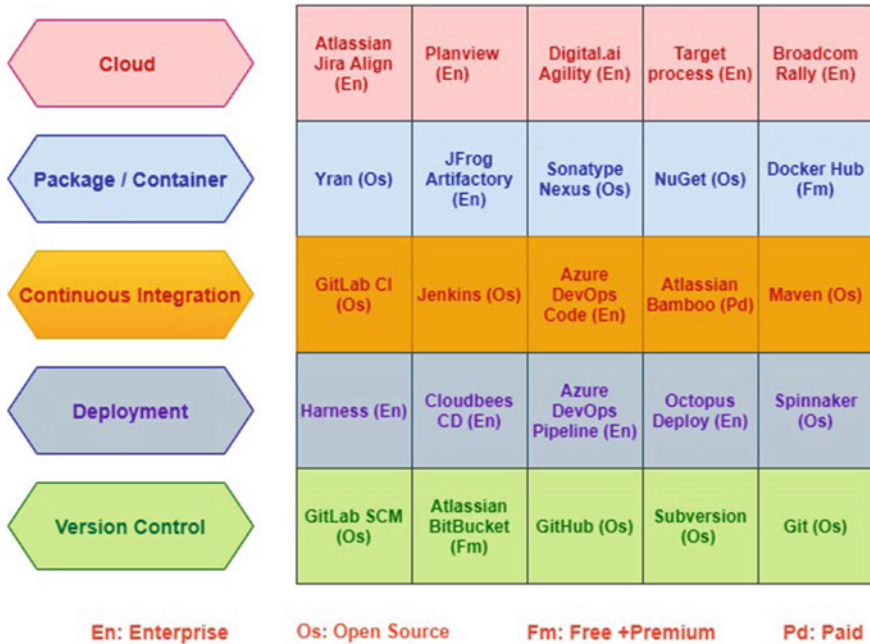 Cloud
Atlassian
Jira Align
(En)
Planview
(En)
Digital.ai
Agility (En)
Target
process (En)
Broadcom
Rally (En)
Package / Container
Yran (Os)
JFrog
Artifactory
(En)
Sonatype
Nexus (Os)
NuGet (Os)
Docker Hub
(Fm)
Continuous Integration
GitLab CI
(Os)
Jenkins (Os)
Azure
DevOps
Code (En)
Atlassian
Bamboo (Pd)
Maven (Os)
Deployment
Harness (En)
Cloudbees
CD (En)
Azure
DevOps
Pipeline (En)
Octopus
Deploy (En)
Spinnaker
(Os)
Version Control
GitLab SCM
(Os)
Atlassian
BitBucket
(Fm)
GitHub (Os)
Subversion
(Os)
Git (Os)
En: Enterprise
Os: Open Source
Fm: Free +Premium
Pd: Paid